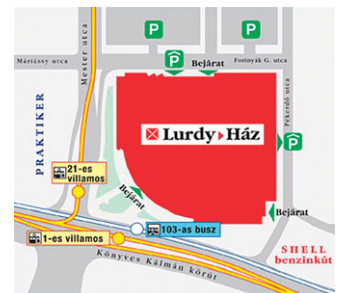 P
P
Máriássy utca
Mester utca
P
Bejárat
Forinyák G. utca
PRAKTIKER
Lurdy Ház
Pékerdő utca
P
21-es
villamos
Bejárat
103-as busz
Bejárat
1-es villamos
Könyves Kálmán körút
SHELL
benzinkút